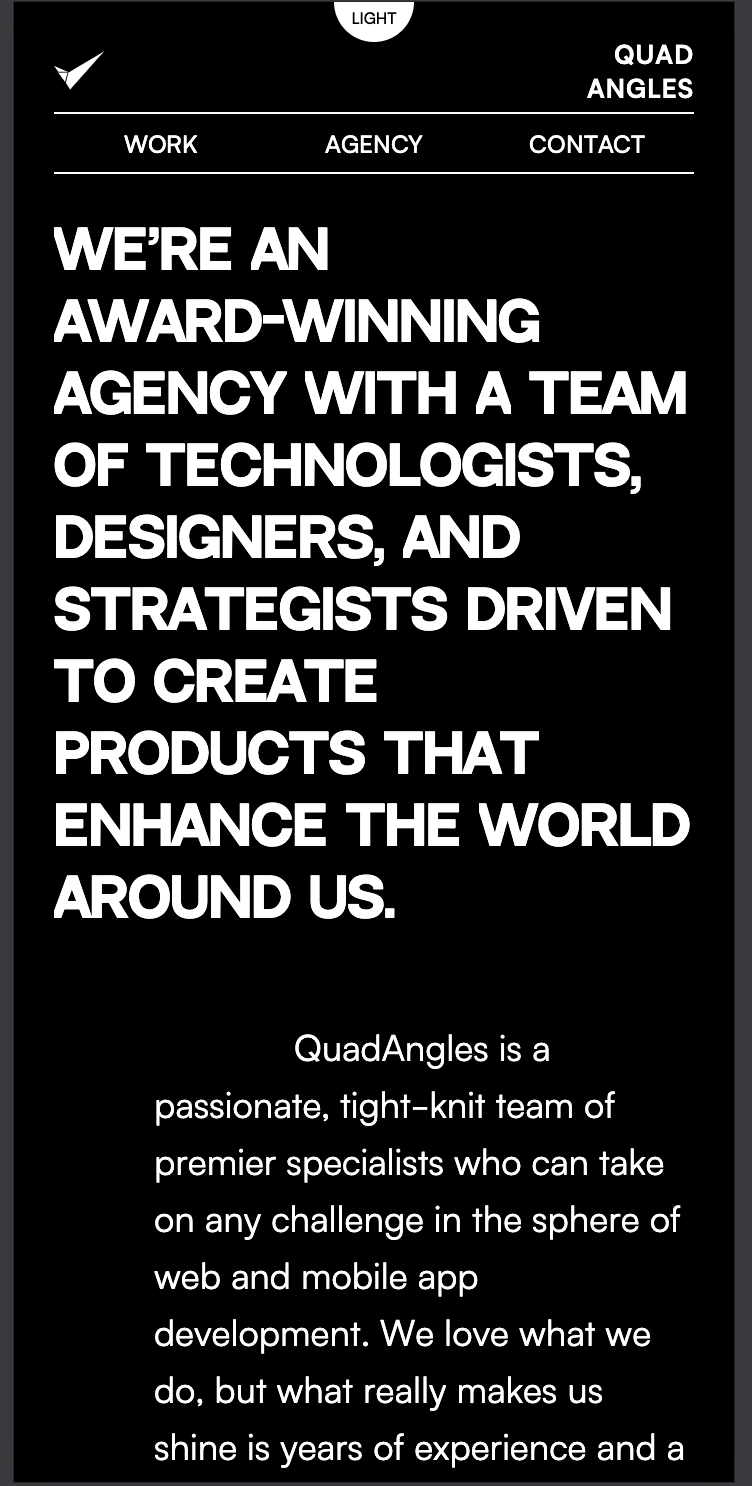 LIGHT
QUAD
ANGLES
WORK AGENCY CONTACT
WE’RE AN
AWARD-WINNING
AGENCY WITH A TEAM
OF TECHNOLOGISTS,
DESIGNERS, AND
STRATEGISTS DRIVEN
TO CREATE
PRODUCTS THAT
ENHANCE THE WORLD
AROUND US.
QuadAngles is a
passionate, tight-knit team of
premier specialists who can take
on any challenge in the sphere of
web and mobile app
development. We love what we
do, but what really makes us
shine is years of experience and a